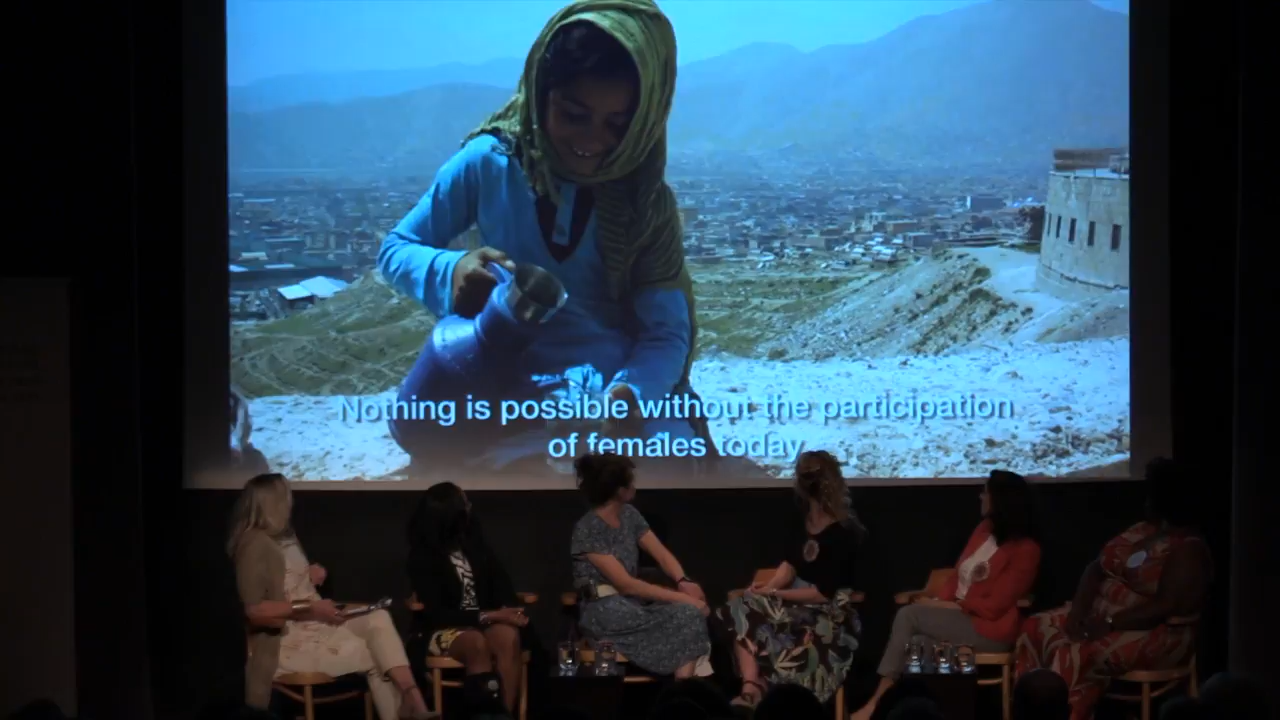 Nothing is possible without the participation
of females today